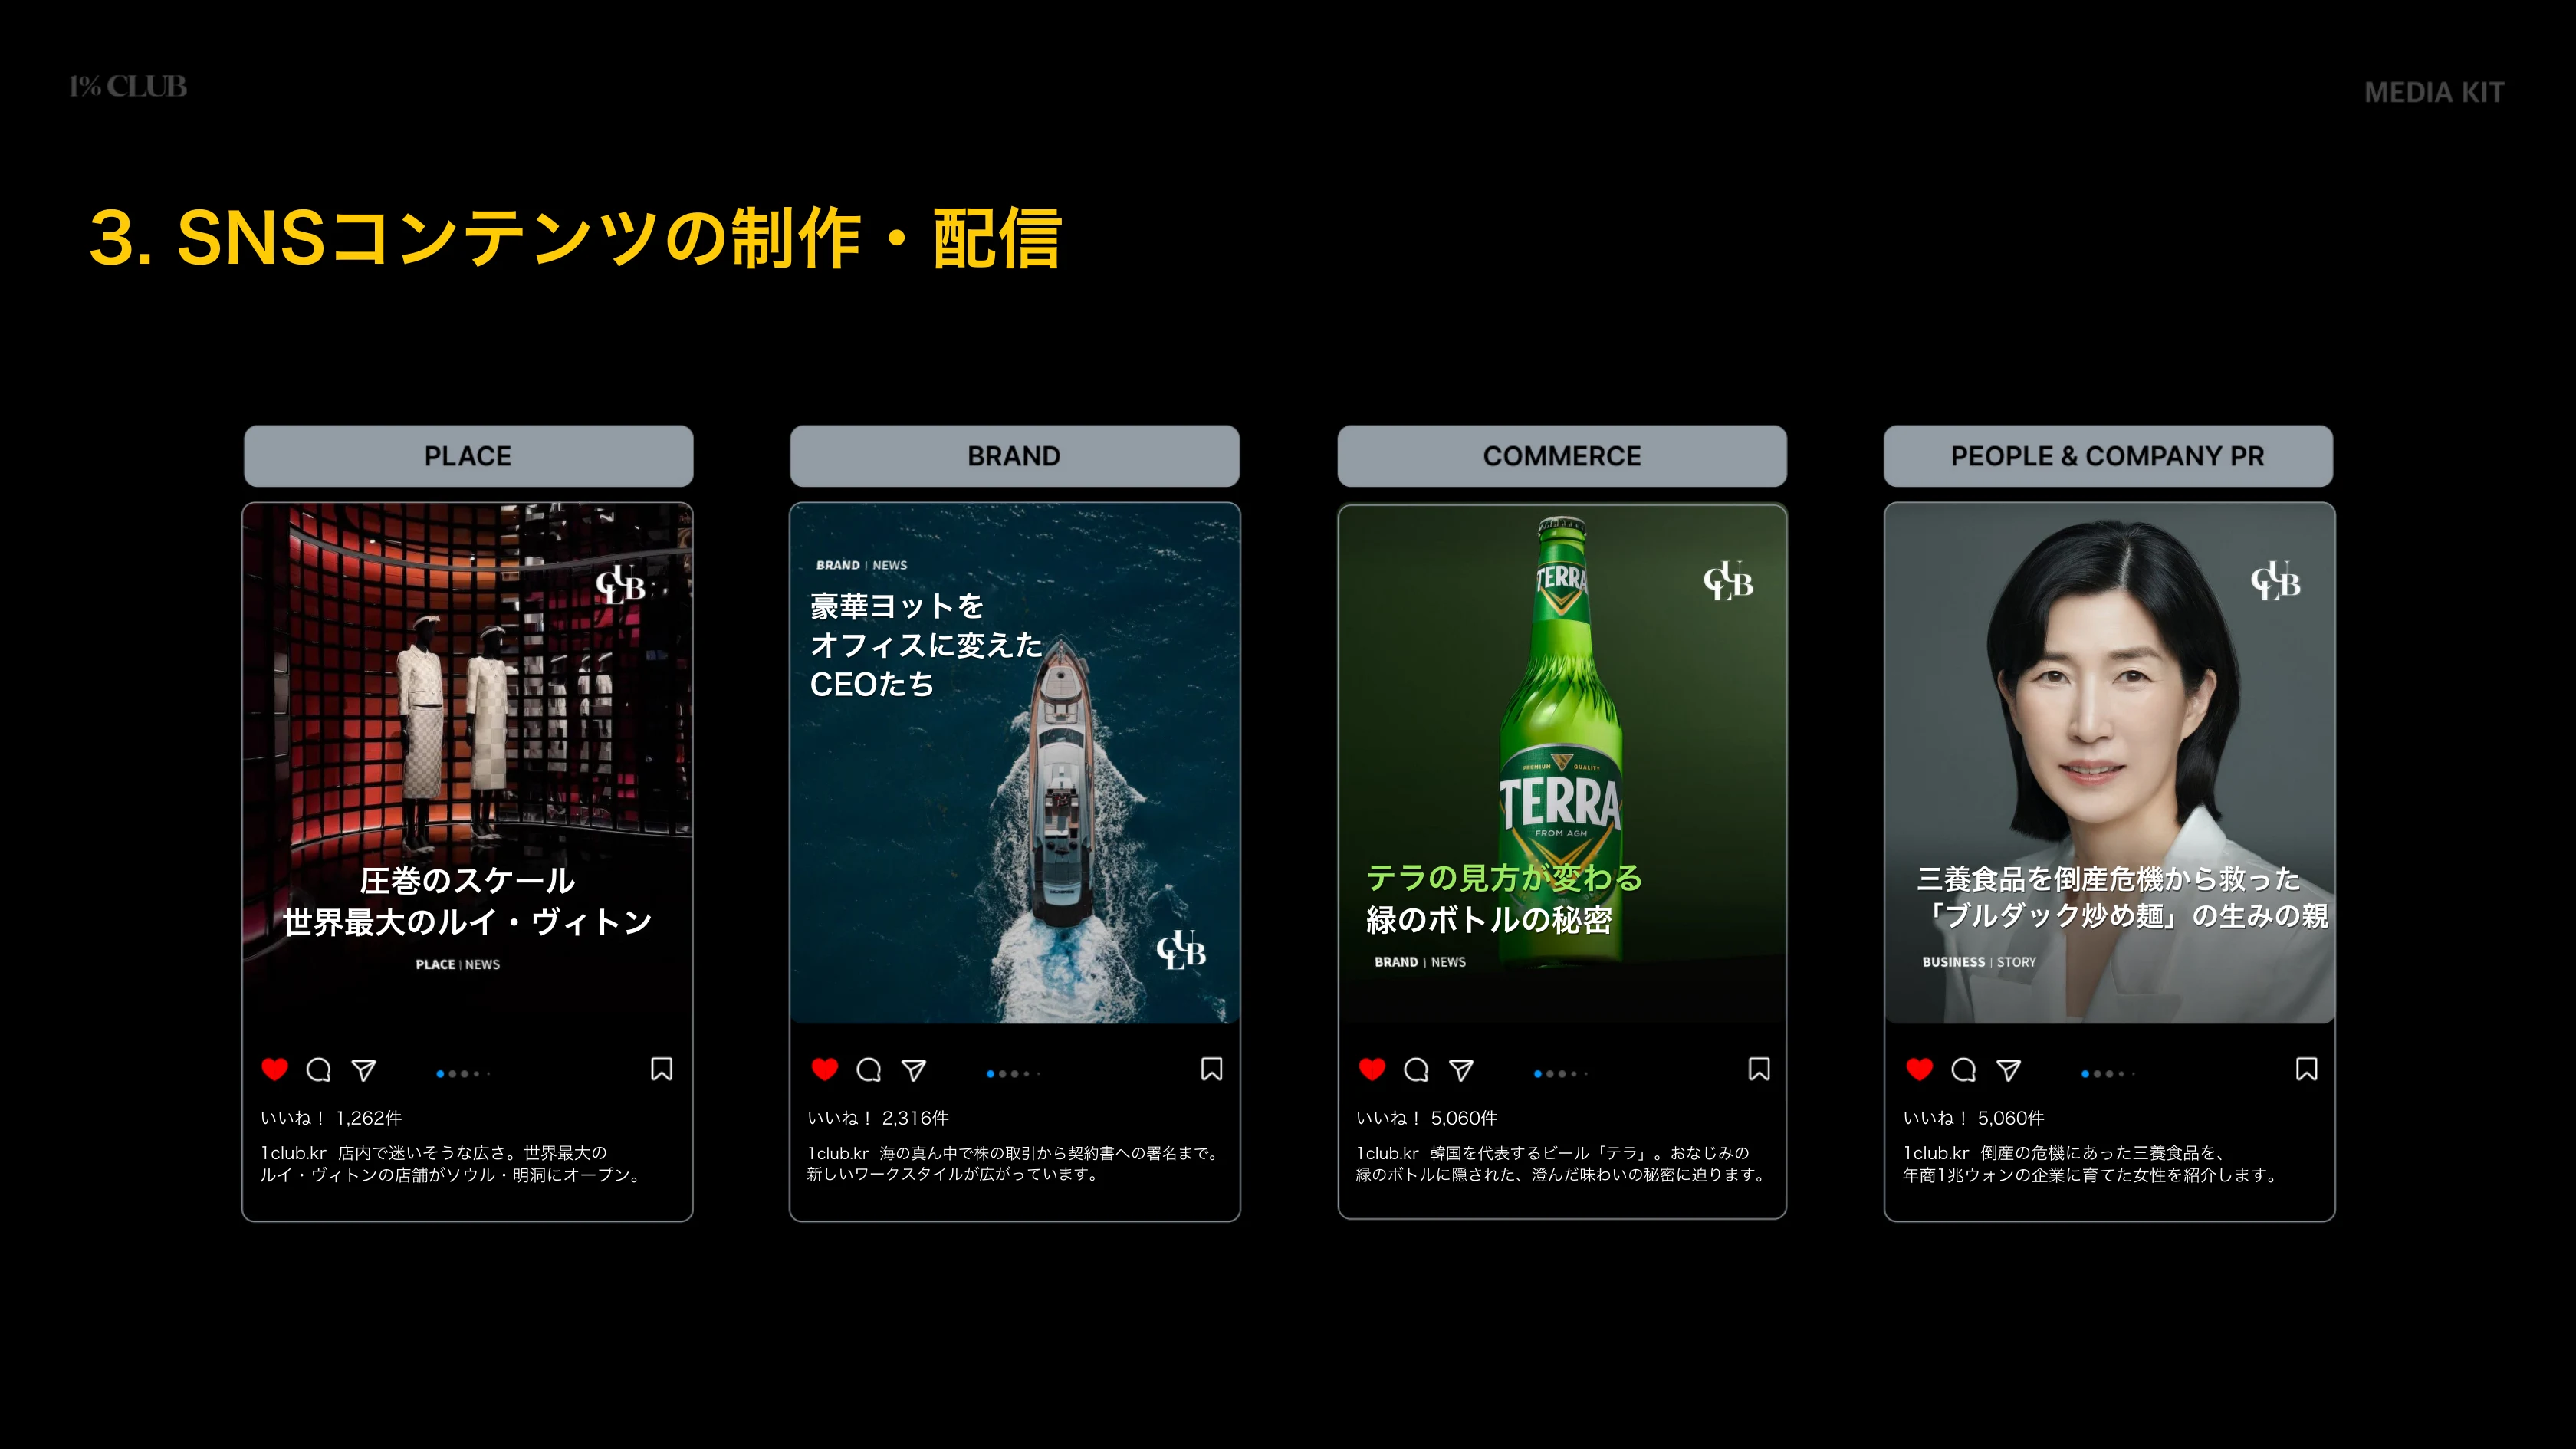 1% CLUB
MEDIA KIT
3. SNSコンテンツの制作・配信
PLACE
CLUB
圧巻のスケール
世界最大のルイ・ヴィトン
PLACE | NEWS
いいね！ 1,262件
1club.kr 店内で迷いそうな広さ。世界最大の
ルイ・ヴィトンの店舗がソウル・明洞にオープン。
BRAND
BRAND | NEWS
豪華ヨットを
オフィスに変えた
CEOたち
CLUB
いいね！ 2,316件
1club.kr 海の真ん中で株の取引から契約書への署名まで。
新しいワークスタイルが広がっています。
COMMERCE
TERRA
CLUB
PREMIUM QUALITY
TERRA
FROM AGM
テラの見方が変わる
緑のボトルの秘密
BRAND | NEWS
いいね！ 5,060件
1club.kr 韓国を代表するビール「テラ」。おなじみの
緑のボトルに隠された、澄んだ味わいの秘密に迫ります。
PEOPLE & COMPANY PR
CLUB
三養食品を倒産危機から救った
「ブルダック炒め麺」の生みの親
BUSINESS | STORY
いいね！ 5,060件
1club.kr 倒産の危機にあった三養食品を、
年商1兆ウォンの企業に育てた女性を紹介します。